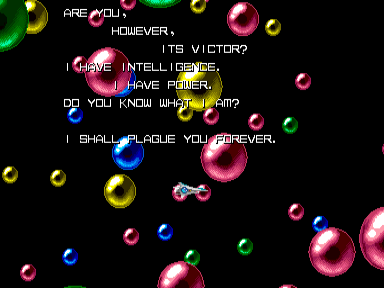 ARE YOU,
HOWEVER,
ITS VICTOR?
I HAVE INTELLIGENCE.
I HAVE POWER.
DO YOU KNOW WHAT I AM?
I SHALL PLAGUE YOU FOREVER.